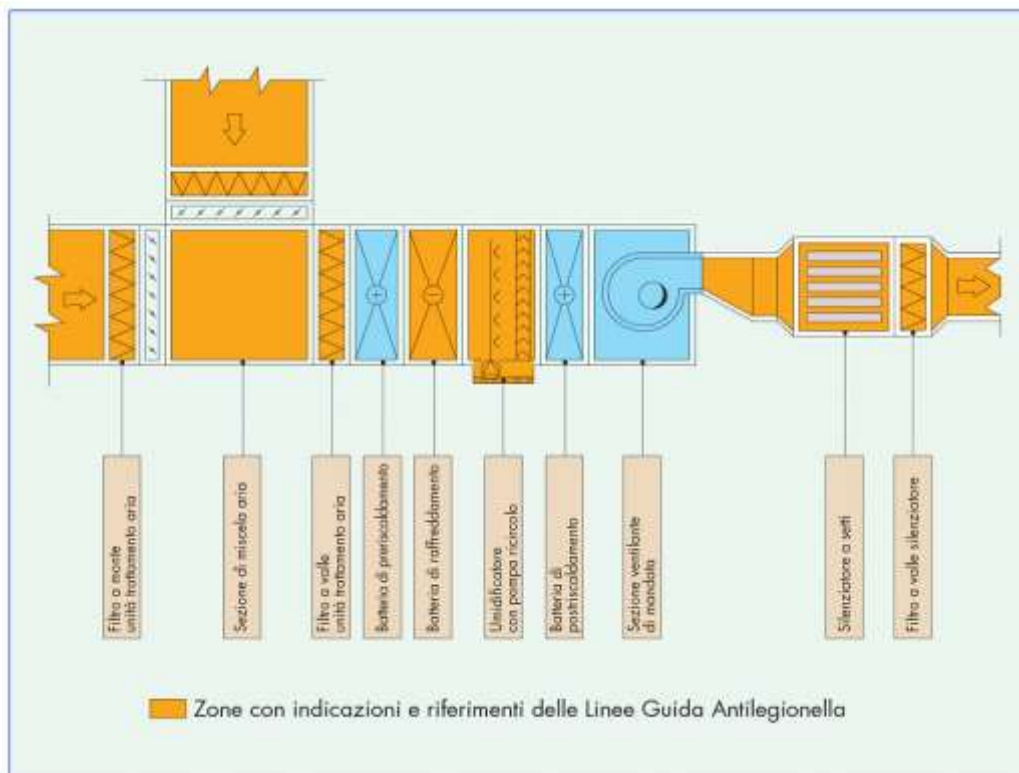 Filtro a monte
unità trattamento aria
Sezione di miscela aria
Filtro a valle
unità trattamento aria
Batteria di preriscaldamento
Batteria di raffreddamento
Umidificatore
con pompa ricircolo
Batteria di
postriscaldamento
Sezione ventilante
di mandata
Silenziatore a setti
Filtro a valle silenziatore
Zone con indicazioni e riferimenti delle Linee Guida Antilegionella